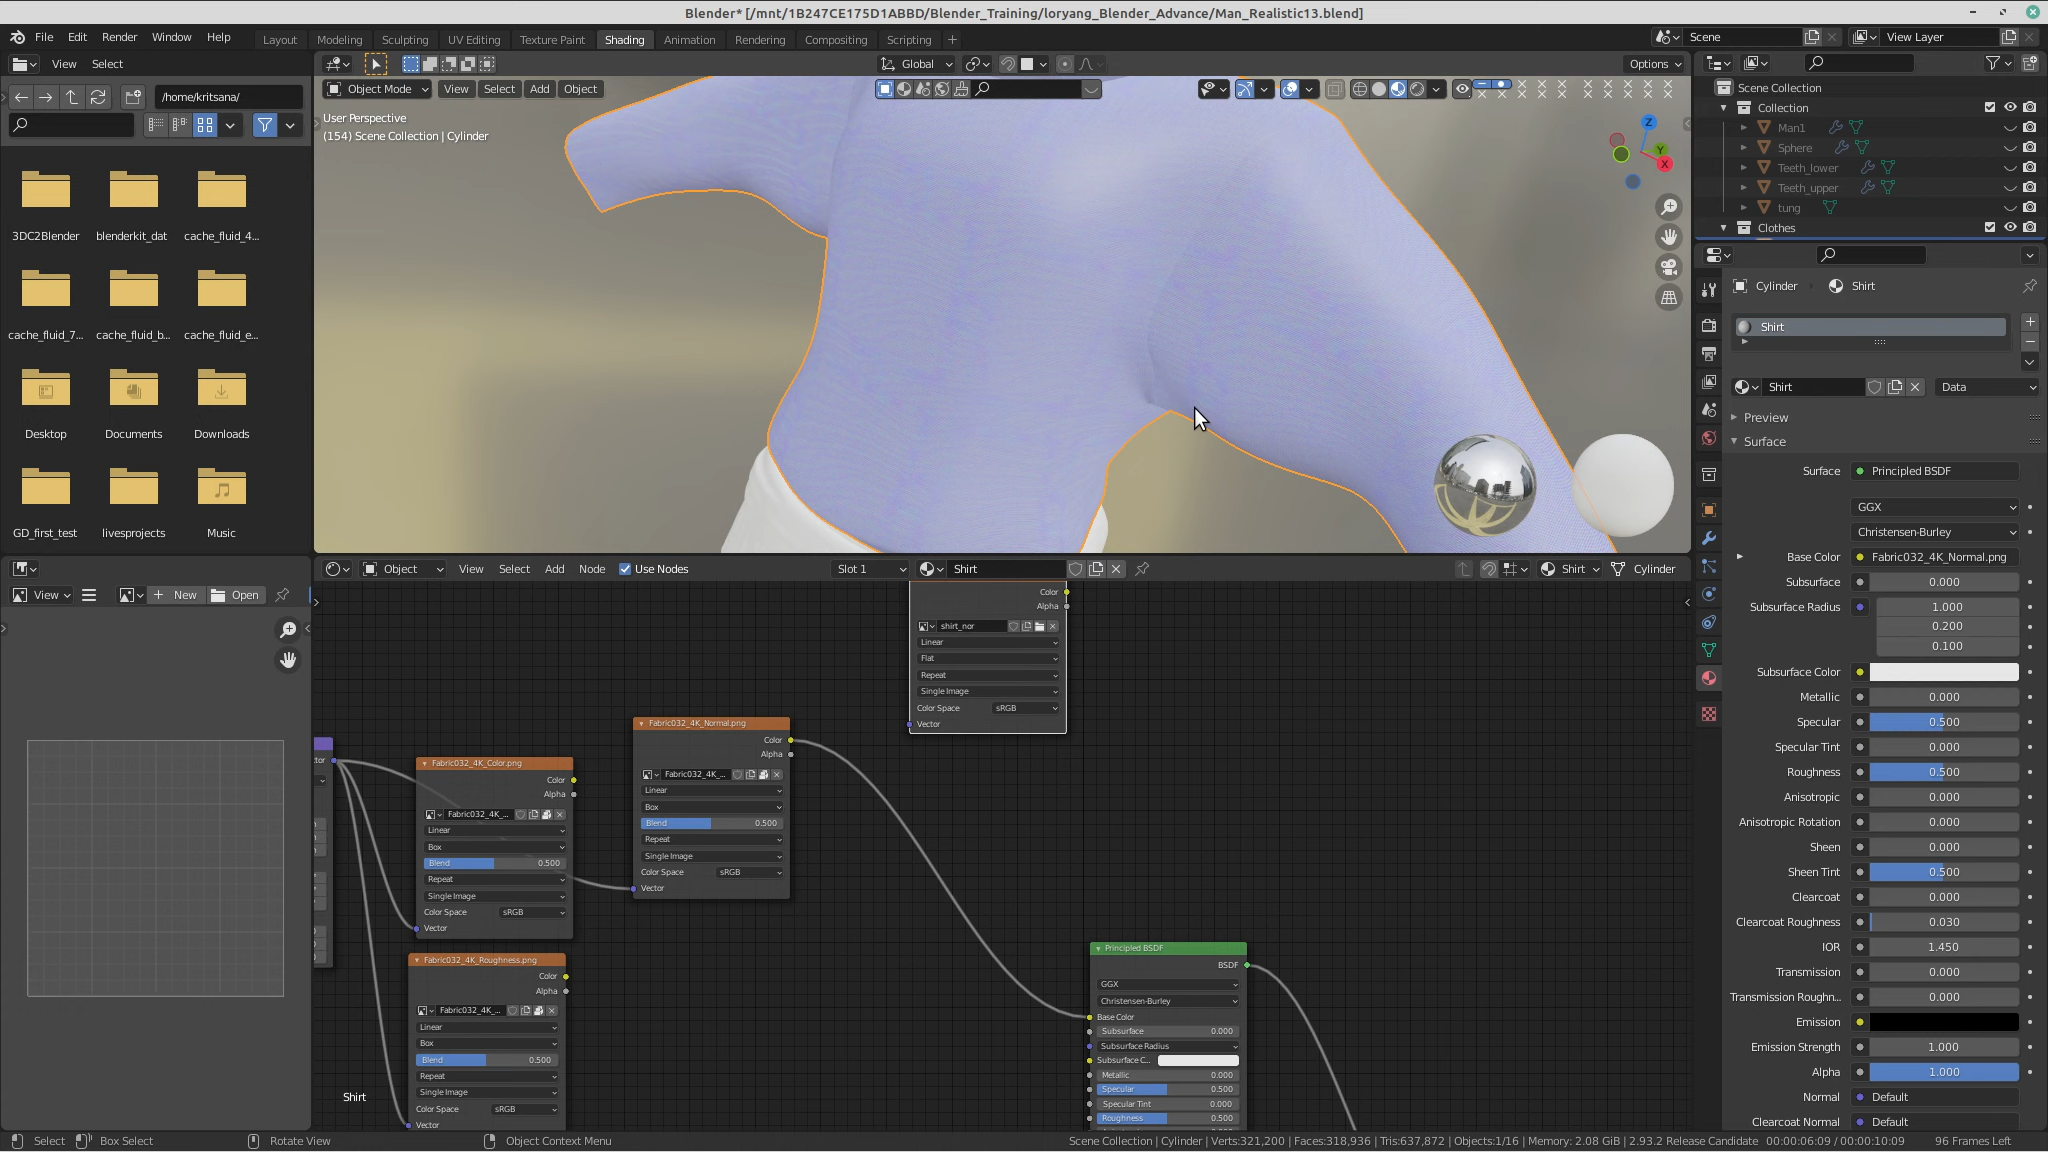 Blender* [/mnt/1B247CE175D1ABBD/Blender_Training/loryang_Blender_Advance/Man_Realistic13.blend]
File Edit Render Window Help
Layout Modeling Sculpting UV Editing Texture Paint Shading Animation Rendering Compositing Scripting +
Scene
View Layer
View Select
/home/kritsana/
3DC2Blender blenderkit_dat cache_fluid_4...
cache_fluid_7... cache_fluid_b... cache_fluid_e...
Desktop Documents Downloads
GD_first_test livesprojects Music
Global
Options
Object Mode View Select Add Object
User Perspective
(154) Scene Collection | Cylinder
Z
Y
X
Scene Collection
Collection
Man1
Sphere
Teeth_lower
Teeth_upper
tung
Clothes
Cylinder Shirt
Shirt
Shirt Data
Preview
Surface
Surface Principled BSDF
GGX
Christensen-Burley
Base Color Fabric032_4K_Normal.png
Subsurface 0.000
Subsurface Radius 1.000
0.200
0.100
Subsurface Color
Metallic 0.000
Specular 0.500
Specular Tint 0.000
Roughness 0.500
Anisotropic 0.000
Anisotropic Rotation 0.000
Sheen 0.000
Sheen Tint 0.500
Clearcoat 0.000
Clearcoat Roughness 0.030
IOR 1.450
Transmission 0.000
Transmission Roughn... 0.000
Emission
Emission Strength 1.000
Alpha 1.000
Normal Default
Clearcoat Normal Default
View New Open
Object View Select Add Node Use Nodes Slot 1 Shirt Shirt Cylinder
Color
Alpha
shirt_nor
Linear
Flat
Repeat
Single Image
Color Space sRGB
Vector
Fabric032_4K_Normal.png
Color
Alpha
Fabric032_4K_...
Linear
Box
Blend 0.500
Repeat
Single Image
Color Space sRGB
Vector
Fabric032_4K_Color.png
Color
Alpha
Fabric032_4K_...
Linear
Box
Blend 0.500
Repeat
Single Image
Color Space sRGB
Vector
Fabric032_4K_Roughness.png
Color
Alpha
Fabric032_4K_...
Linear
Box
Blend 0.500
Repeat
Single Image
Color Space sRGB
Vector
Principled BSDF
BSDF
GGX
Christensen-Burley
Base Color
Subsurface 0.000
Subsurface Radius
Subsurface C...
Metallic 0.000
Specular 0.500
Specular Tint 0.000
Roughness 0.500
Shirt
Select Box Select Rotate View Object Context Menu
Scene Collection | Cylinder | Verts:321,200 | Faces:318,936 | Tris:637,872 | Objects:1/16 | Memory: 2.08 GiB | 2.93.2 Release Candidate 00:00:06:09 / 00:00:10:09 96 Frames Left